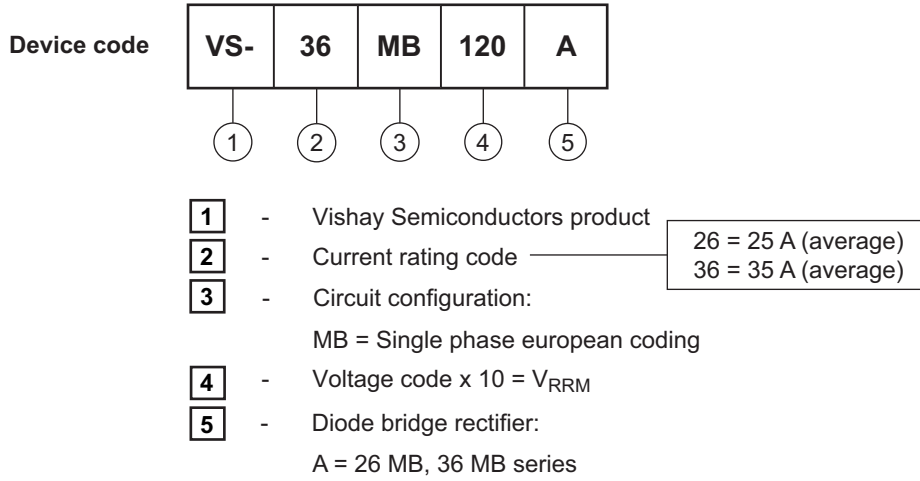 Device code VS- 36 MB 120 A
1 2 3 4 5
1 - Vishay Semiconductors product
2 - Current rating code
26 = 25 A (average)
36 = 35 A (average)
3 - Circuit configuration:
MB = Single phase european coding
4 - Voltage code x 10 = VRRM
5 - Diode bridge rectifier:
A = 26 MB, 36 MB series